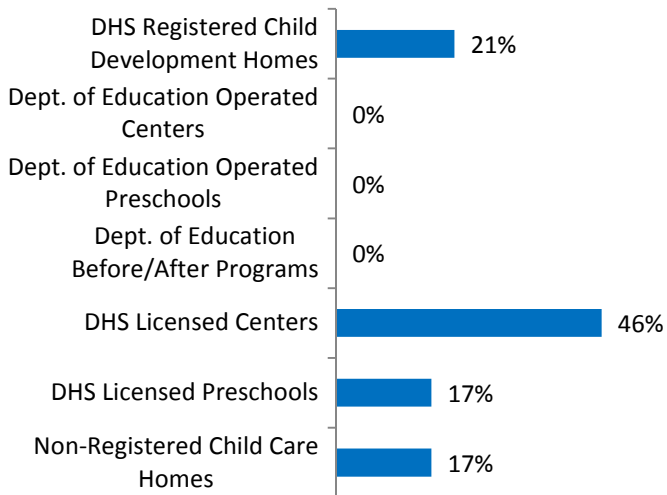 DHS Registered Child
Development Homes
21%
Dept. of Education Operated
Centers
0%
Dept. of Education Operated
Preschools
0%
Dept. of Education
Before/After Programs
0%
DHS Licensed Centers
46%
DHS Licensed Preschools
17%
Non-Registered Child Care
Homes
17%